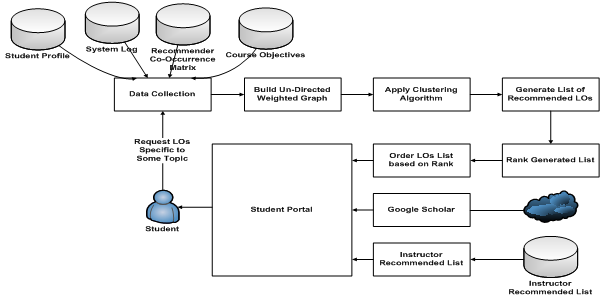 Student Profile
System Log
Recommender
Co-Occurrence
Matrix
Course Objectives
Data Collection
Build Un-Directed
Weighted Graph
Apply Clustering
Algorithm
Generate List of
Recommended LOs
Request LOs
Specific to
Some Topic
Order LOs List
based on Rank
Rank Generated List
Student Portal
Google Scholar
Student
Instructor
Recommended List
Instructor
Recommended List